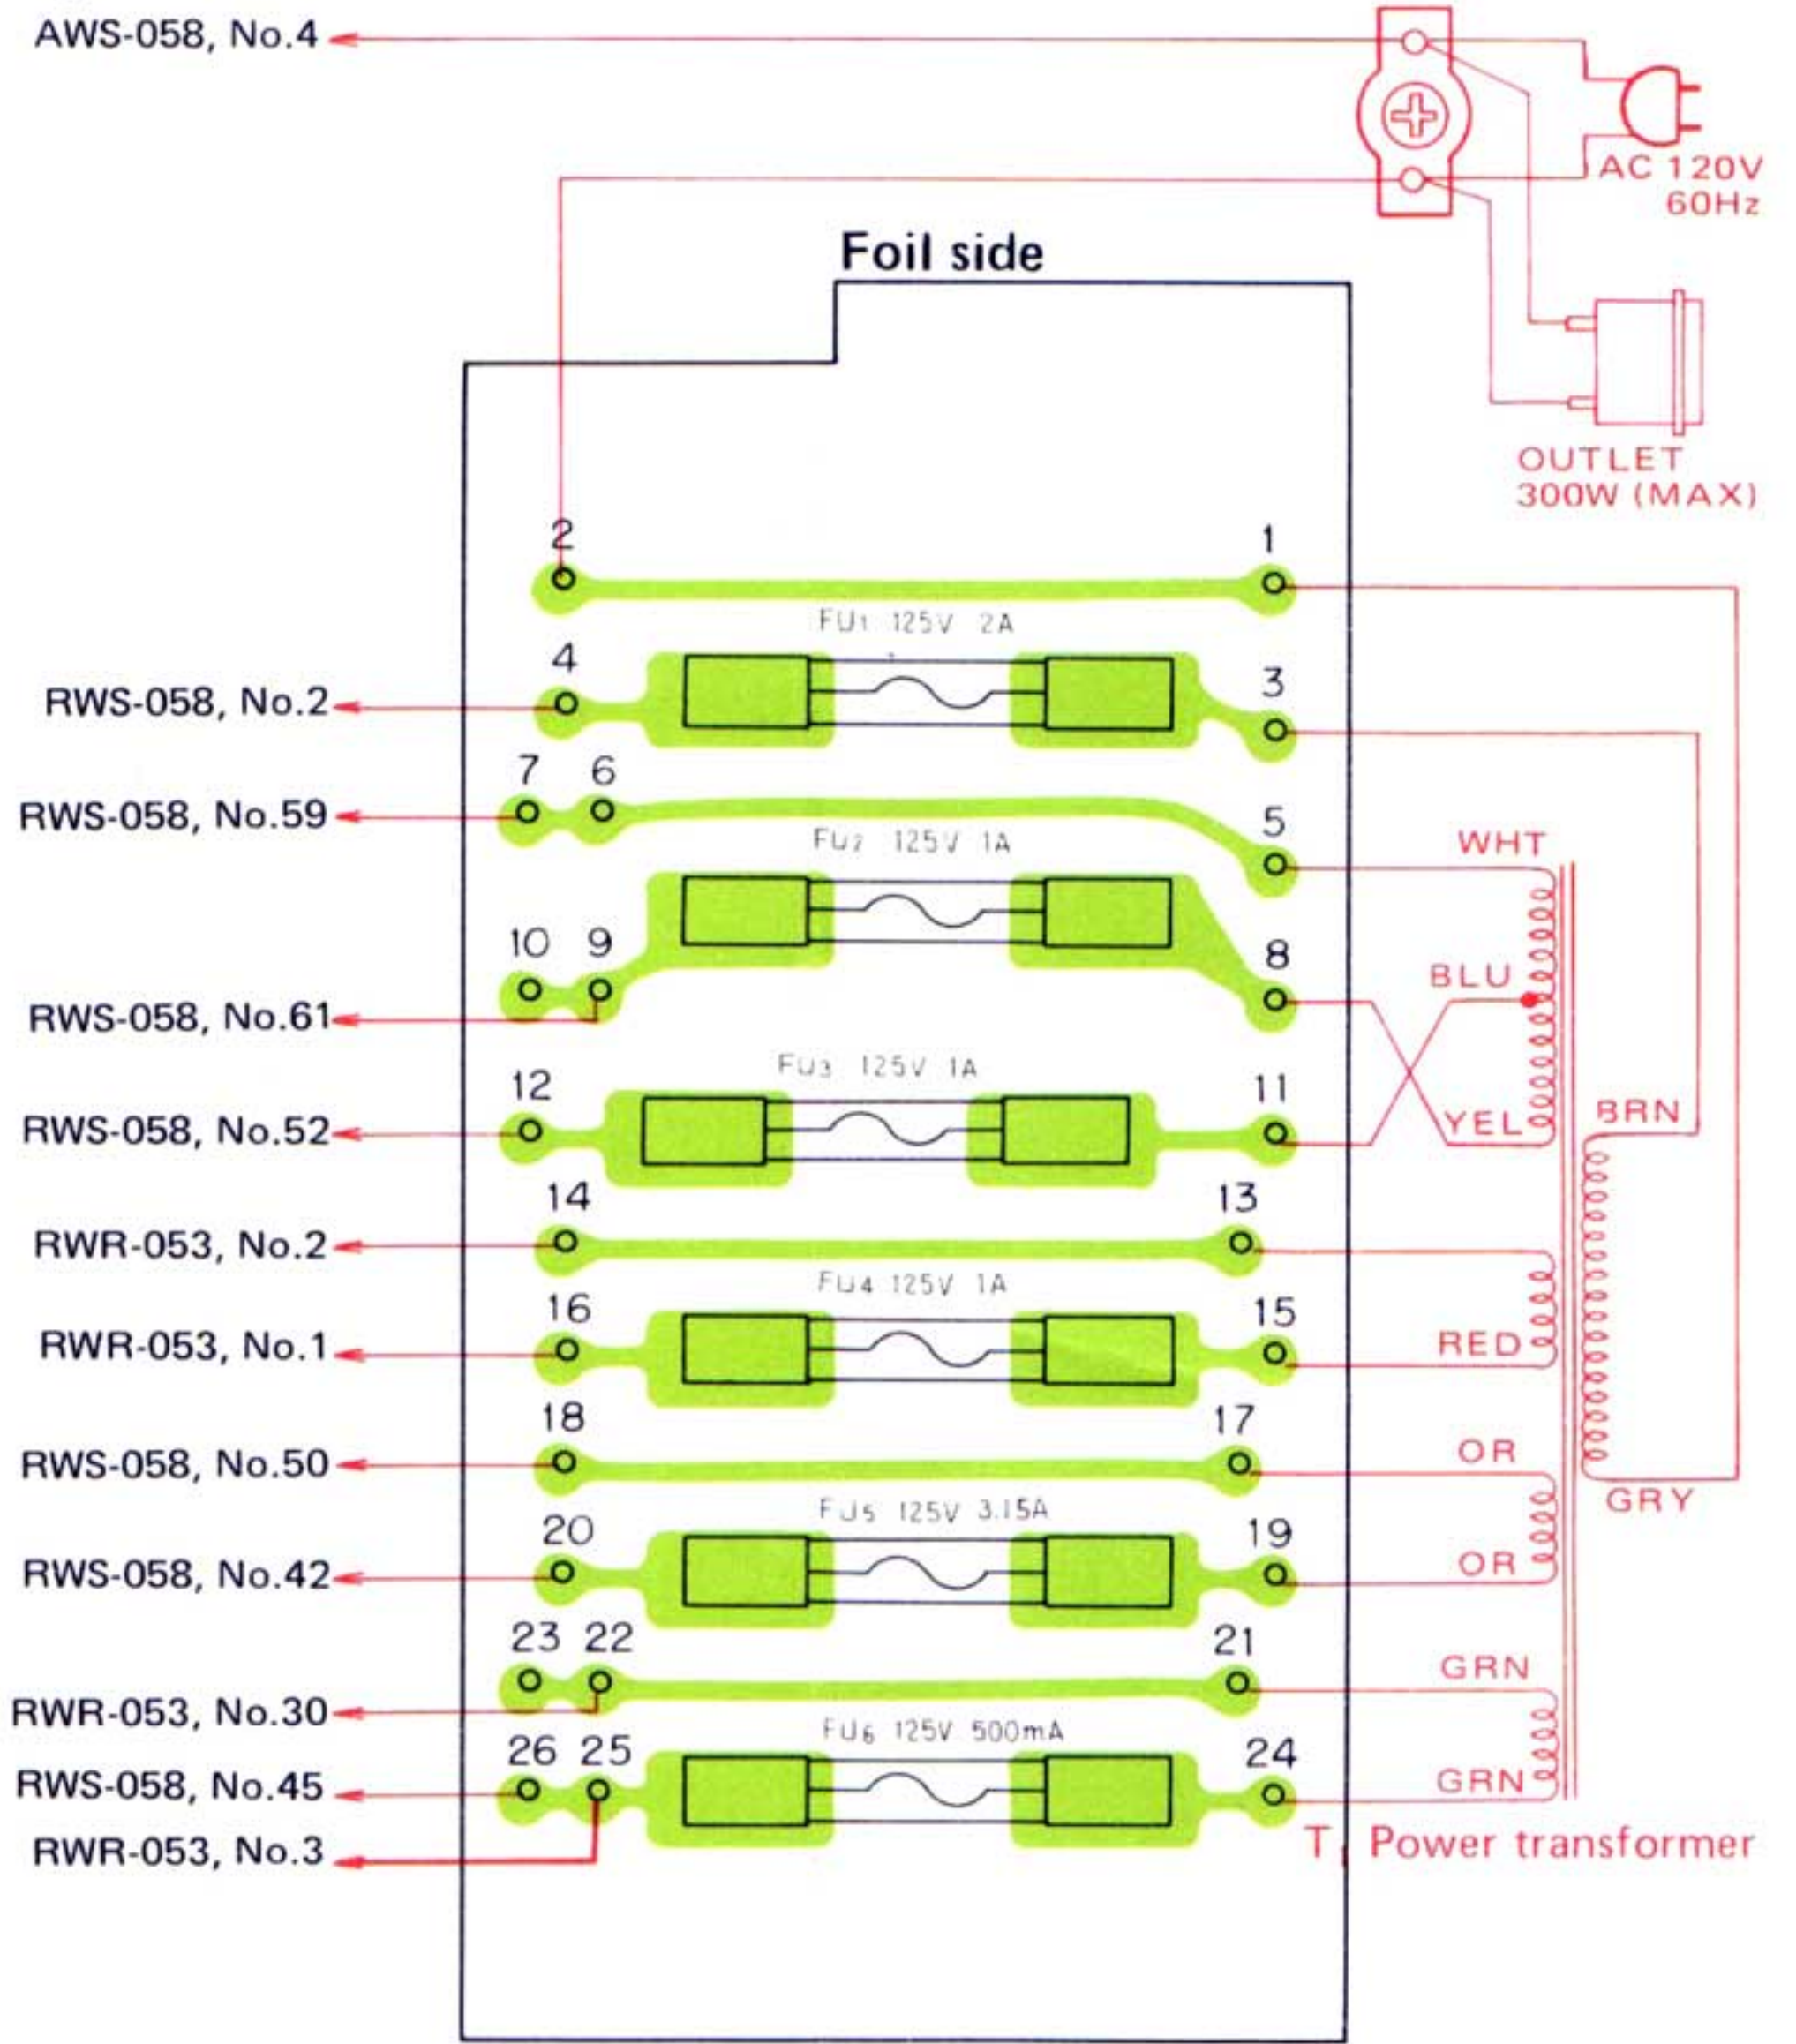 AWS-058, No.4
AC 120V
60Hz
Foil side
OUTLET
300W (MAX)
2
1
FU1 125V 2A
4
3
RWS-058, No.2
7 6
5
RWS-058, No.59
FU2 125V 1A
WHT
10 9
8
BLU
RWS-058, No.61
FU3 125V 1A
12
11
RWS-058, No.52
YEL
BRN
14
13
RWR-053, No.2
FU4 125V 1A
16
15
RWR-053, No.1
RED
18
17
RWS-058, No.50
OR
GRY
FU5 125V 3.15A
20
19
RWS-058, No.42
OR
23 22
21
GRN
RWR-053, No.30
FU6 125V 500mA
26 25
24
RWS-058, No.45
GRN
RWR-053, No.3
T1 Power transformer